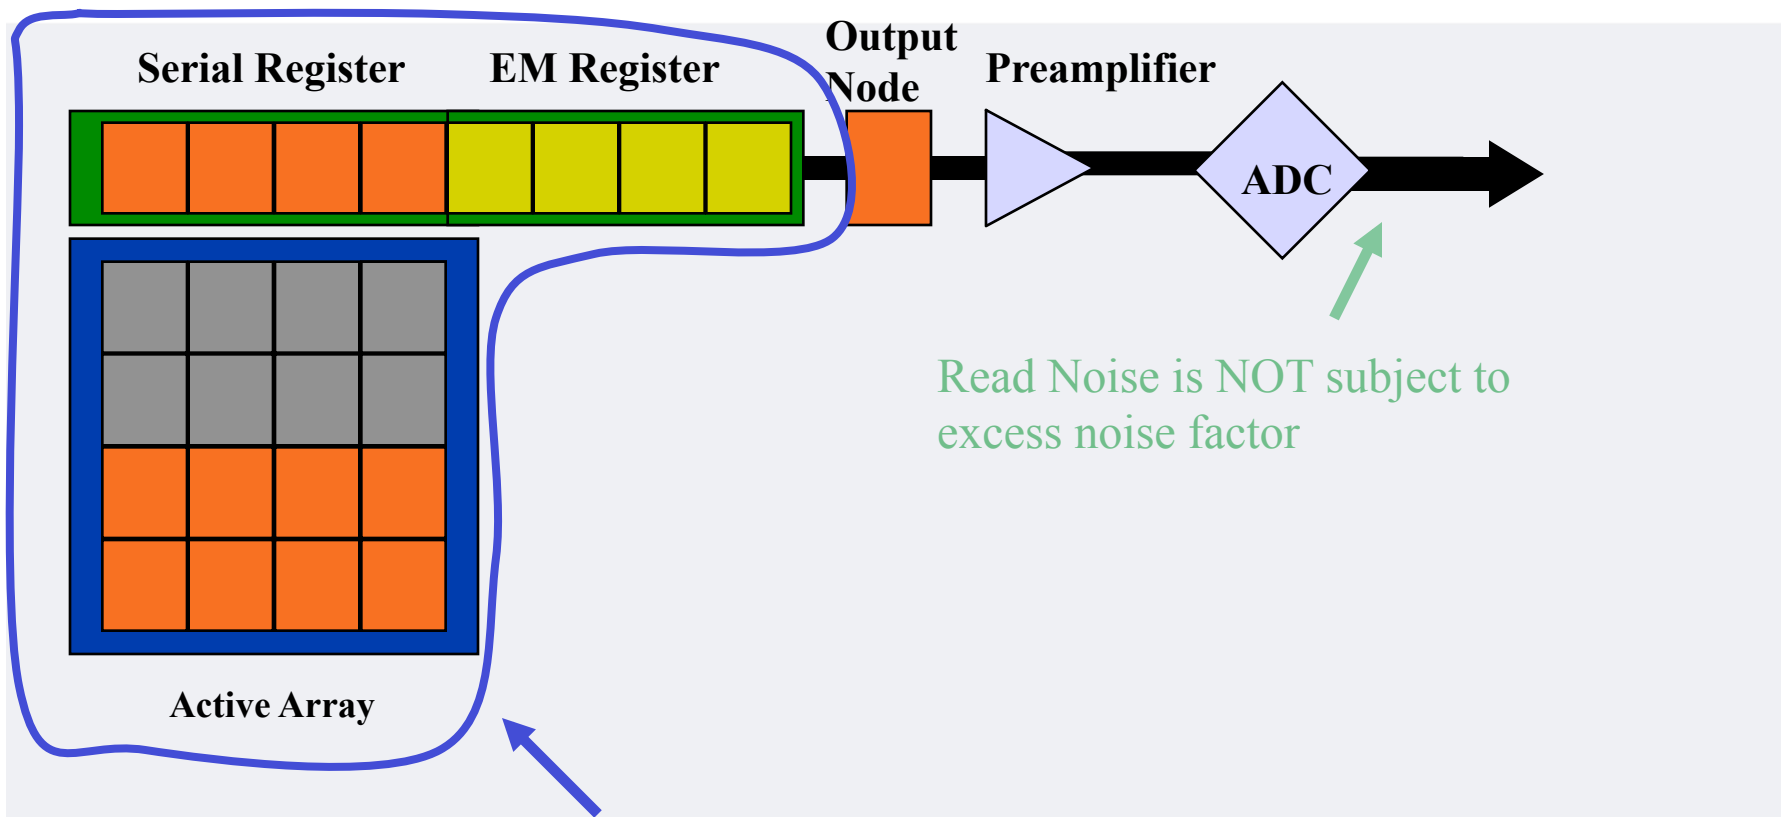 Serial Register
EM Register
Output
Node
Preamplifier
ADC
Read Noise is NOT subject to
excess noise factor
Active Array